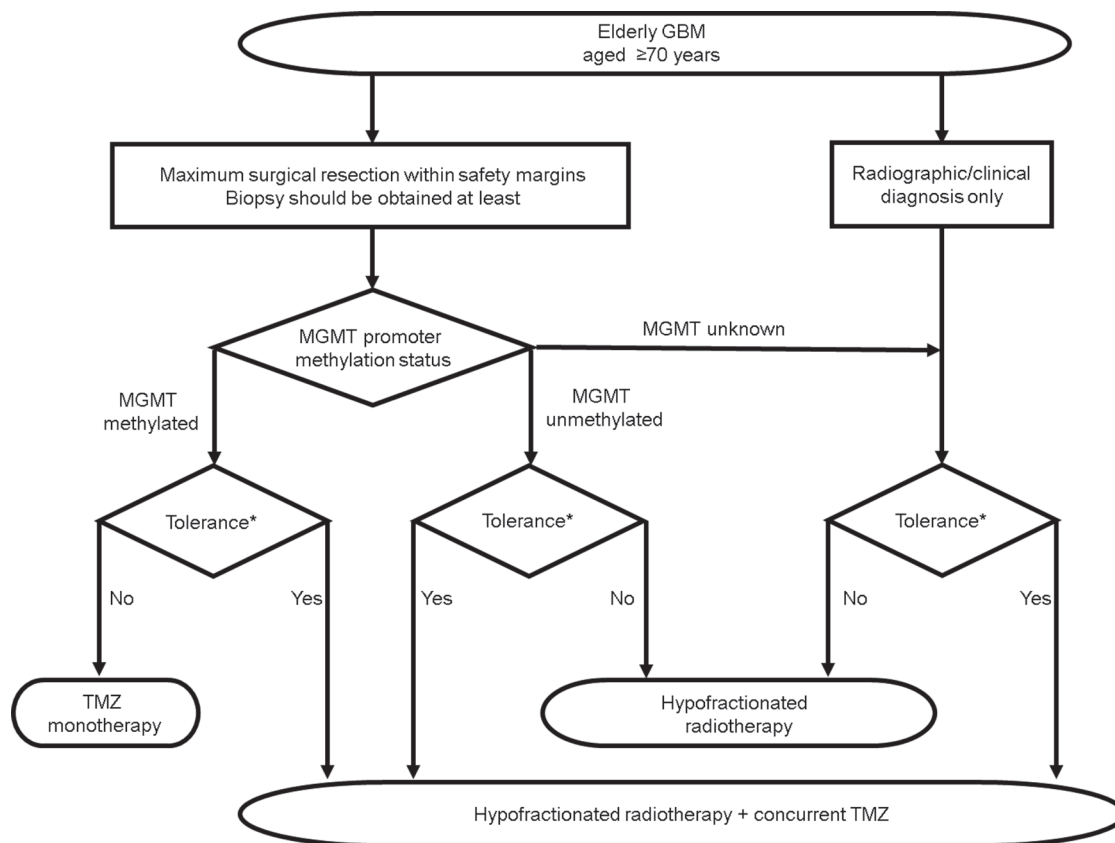 Elderly GBM
aged ≥70 years
Maximum surgical resection within safety margins
Biopsy should be obtained at least
Radiographic/clinical
diagnosis only
MGMT promoter
methylation status
MGMT unknown
MGMT
methylated
MGMT
unmethylated
Tolerance*
Tolerance*
Tolerance*
No
Yes
Yes
No
No
Yes
TMZ
monotherapy
Hypofractionated
radiotherapy
Hypofractionated radiotherapy + concurrent TMZ